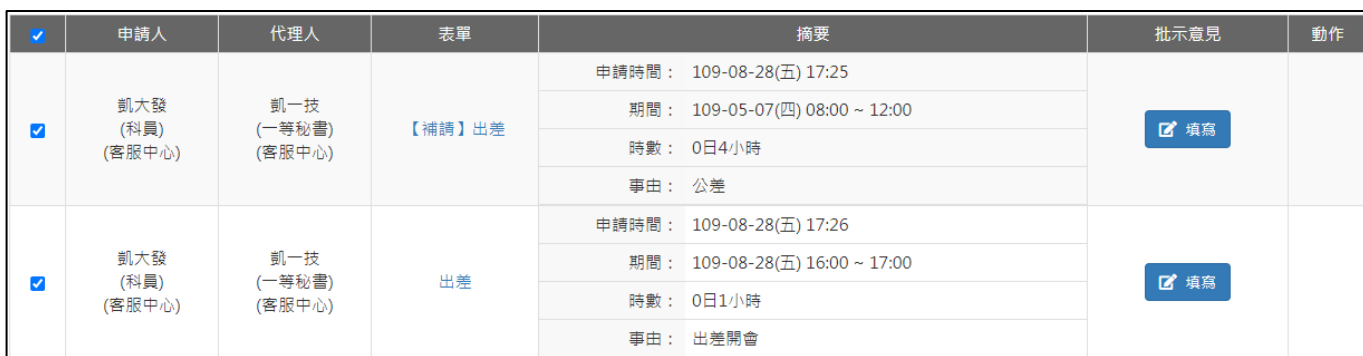 申請人 代理人 表單 摘要 批示意見 動作
凱大發
(科員)
(客服中心)
凱一技
(一等秘書)
(客服中心)
【補請】出差
申請時間： 109-08-28(五) 17:25
期間： 109-05-07(四) 08:00 ~ 12:00
時數： 0日4小時
事由： 公差
填寫
凱大發
(科員)
(客服中心)
凱一技
(一等秘書)
(客服中心)
出差
申請時間： 109-08-28(五) 17:26
期間： 109-08-28(五) 16:00 ~ 17:00
時數： 0日1小時
事由： 出差開會
填寫